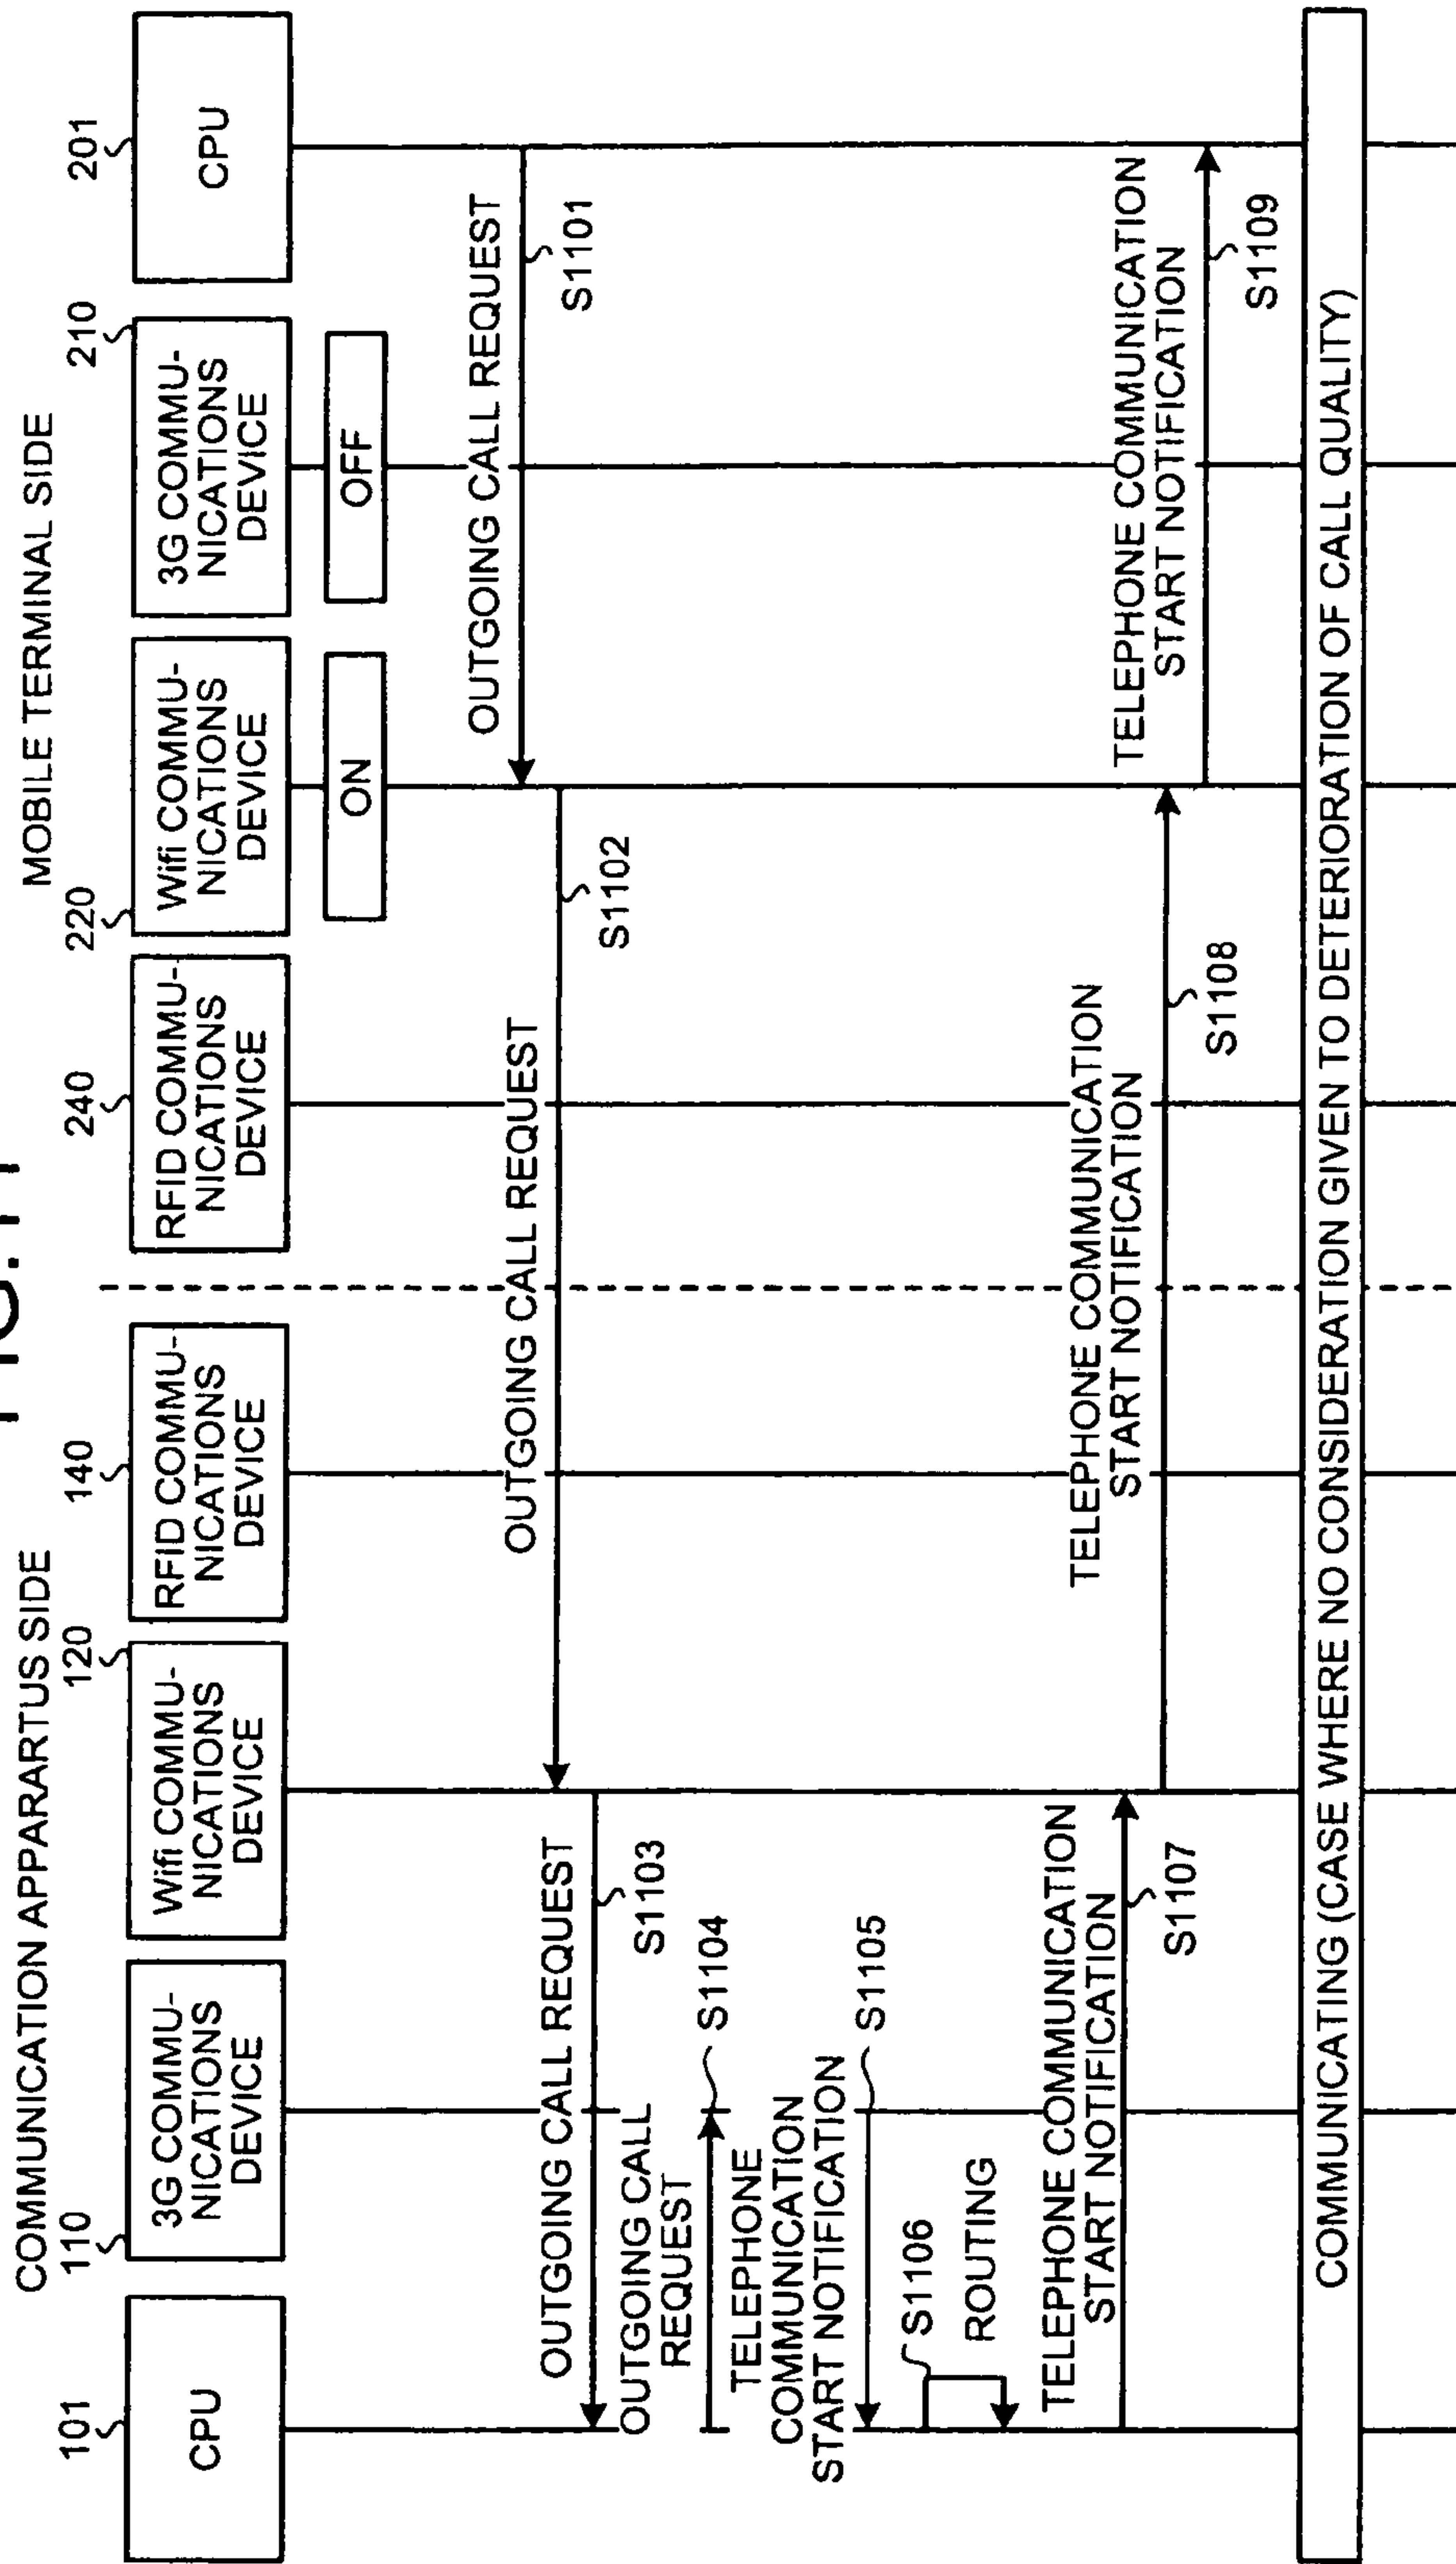 FIG. 11
COMMUNICATION APPARARTUS SIDE
MOBILE TERMINAL SIDE
101
110
120
140
240
220
210
201
CPU
3G COMMU-
NICATIONS
DEVICE
Wifi COMMU-
NICATIONS
DEVICE
RFID COMMU-
NICATIONS
DEVICE
RFID COMMU-
NICATIONS
DEVICE
Wifi COMMU-
NICATIONS
DEVICE
3G COMMU-
NICATIONS
DEVICE
CPU
ON
OFF
OUTGOING CALL REQUEST
S1101
OUTGOING CALL REQUEST
S1102
OUTGOING CALL REQUEST
S1103
OUTGOING CALL
REQUEST
S1104
TELEPHONE
COMMUNICATION
START NOTIFICATION
S1105
S1106
ROUTING
TELEPHONE COMMUNICATION
START NOTIFICATION
S1107
TELEPHONE COMMUNICATION
START NOTIFICATION
S1108
TELEPHONE COMMUNICATION
START NOTIFICATION
S1109
COMMUNICATING (CASE WHERE NO CONSIDERATION GIVEN TO DETERIORATION OF CALL QUALITY)